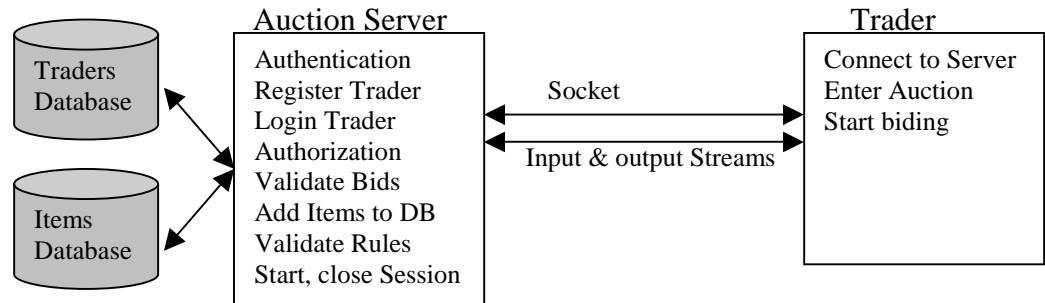 Auction Server
Trader
Traders
Database
Items
Database
Authentication
Register Trader
Login Trader
Authorization
Validate Bids
Add Items to DB
Validate Rules
Start, close Session
Socket
Input & output Streams
Connect to Server
Enter Auction
Start biding